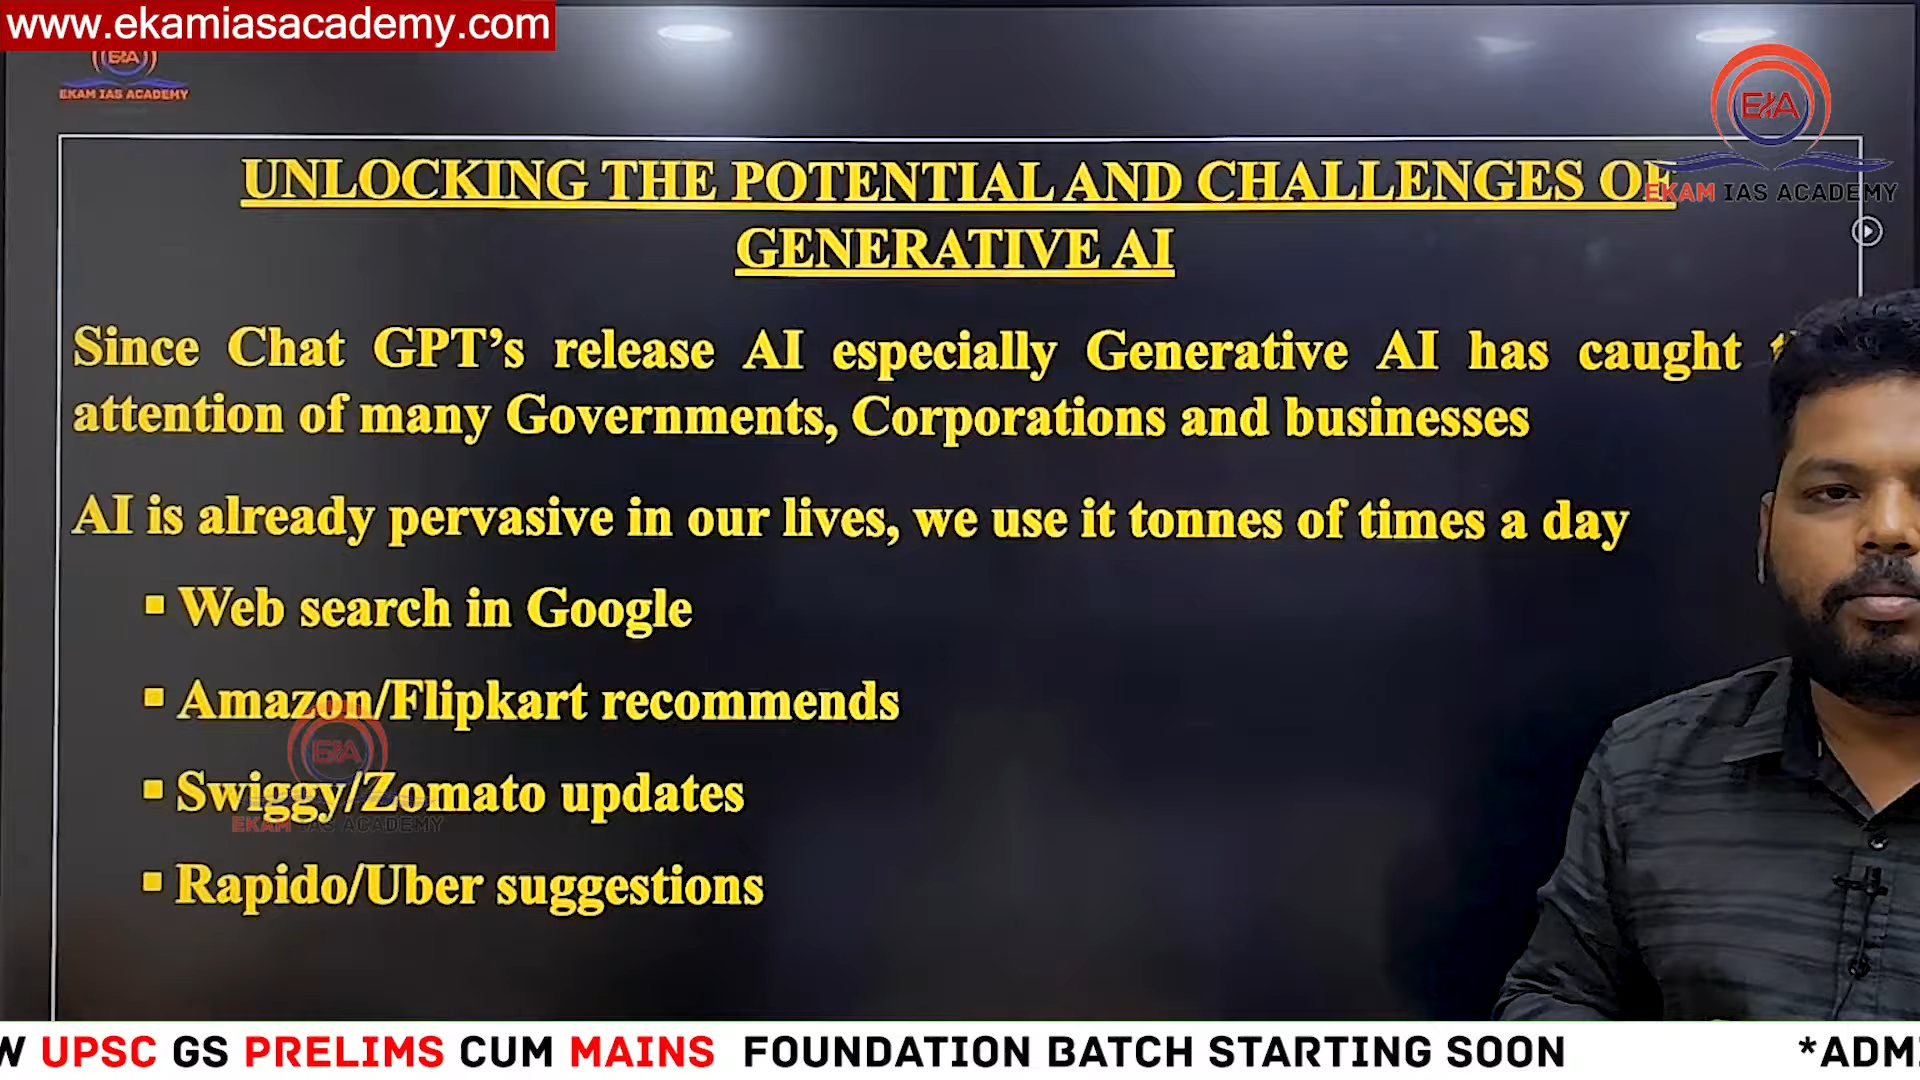 www.ekamiasacademy.com
EKAM IAS ACADEMY
EKAM IAS ACADEMY
UNLOCKING THE POTENTIAL AND CHALLENGES OF
GENERATIVE AI
Since Chat GPT's release AI especially Generative AI has caught
attention of many Governments, Corporations and businesses
AI is already pervasive in our lives, we use it tonnes of times a day
▪ Web search in Google
▪ Amazon/Flipkart recommends
▪ Swiggy/Zomato updates
EKAM IAS ACADEMY
▪ Rapido/Uber suggestions
UPSC GS PRELIMS CUM MAINS FOUNDATION BATCH STARTING SOON